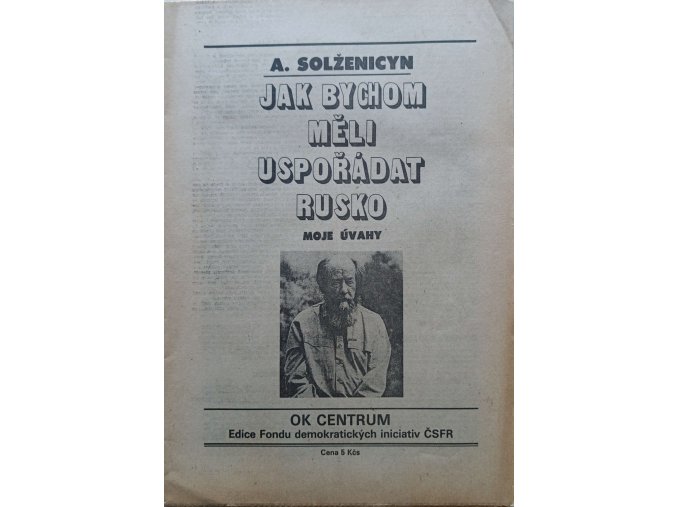 A. SOLŽENICYN
JAK BYCHOM
MĚLI
USPOŘÁDAT
RUSKO
MOJE ÚVAHY
OK CENTRUM
Edice Fondu demokratických iniciativ ČSFR
Cena 5 Kčs